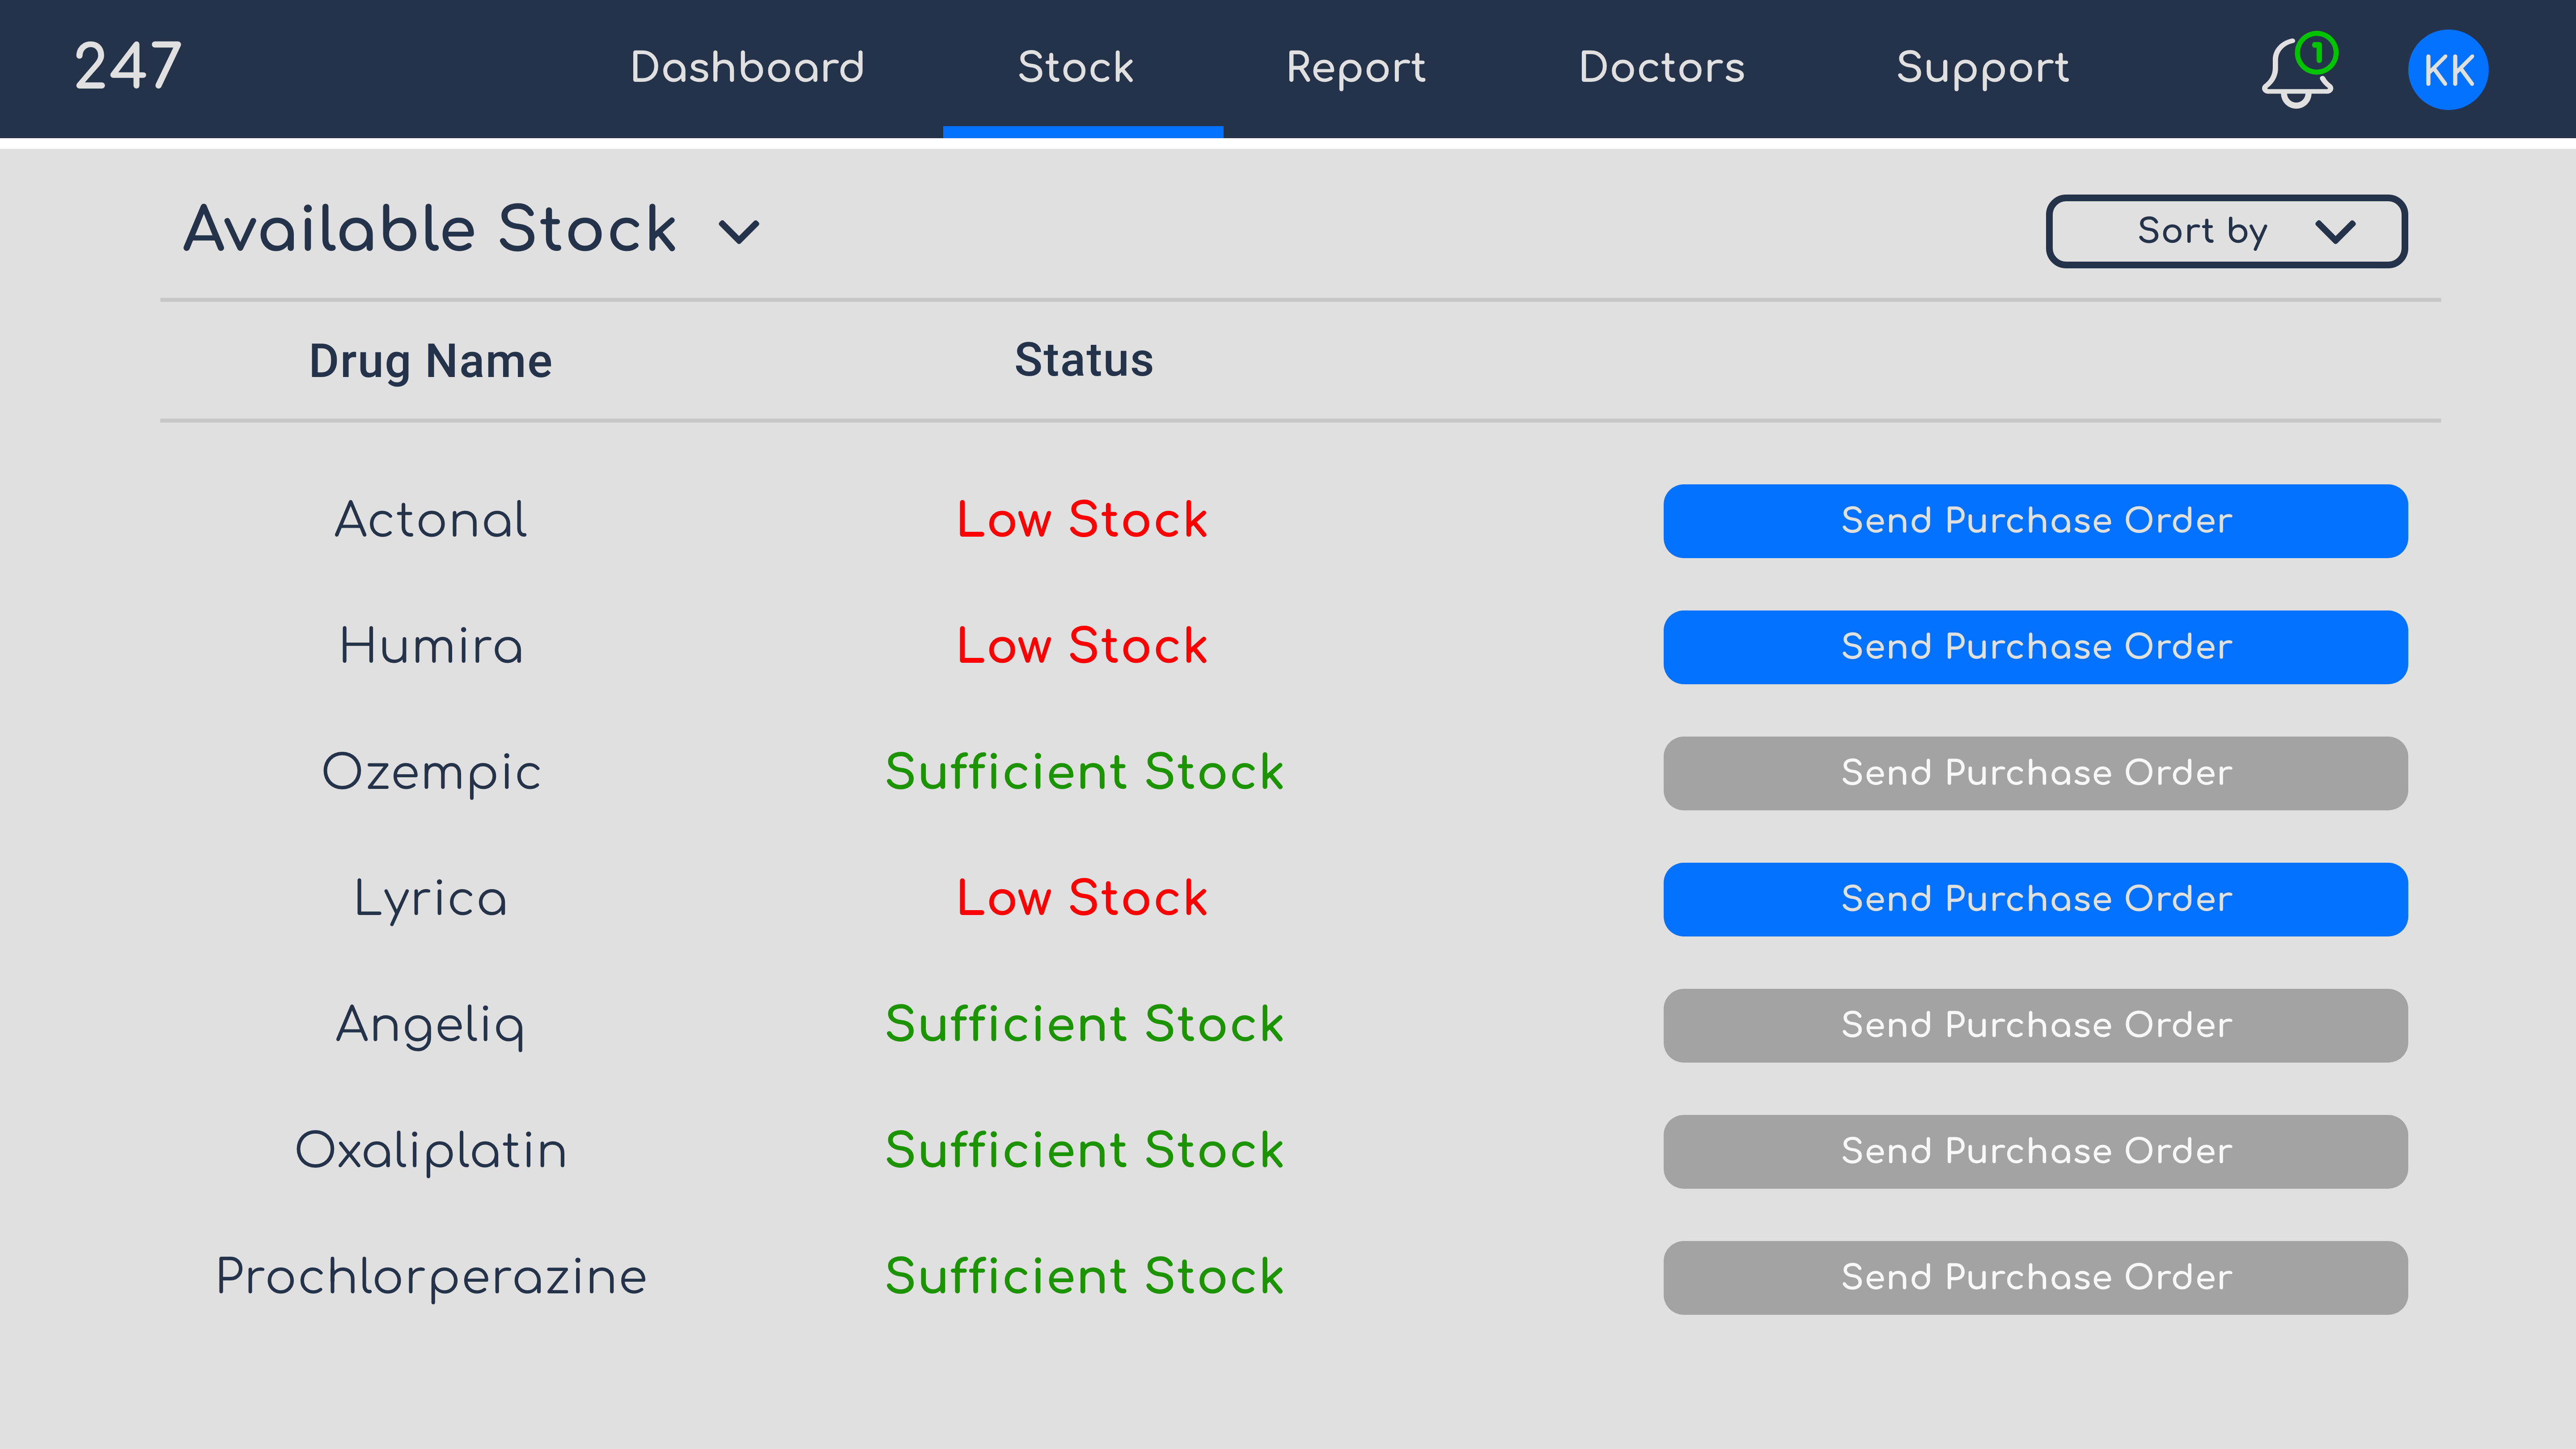 247 Dashboard Stock Report Doctors Support 1 KK
Available Stock Sort by
Drug Name Status
Actonal Low Stock Send Purchase Order
Humira Low Stock Send Purchase Order
Ozempic Sufficient Stock Send Purchase Order
Lyrica Low Stock Send Purchase Order
Angeliq Sufficient Stock Send Purchase Order
Oxaliplatin Sufficient Stock Send Purchase Order
Prochlorperazine Sufficient Stock Send Purchase Order